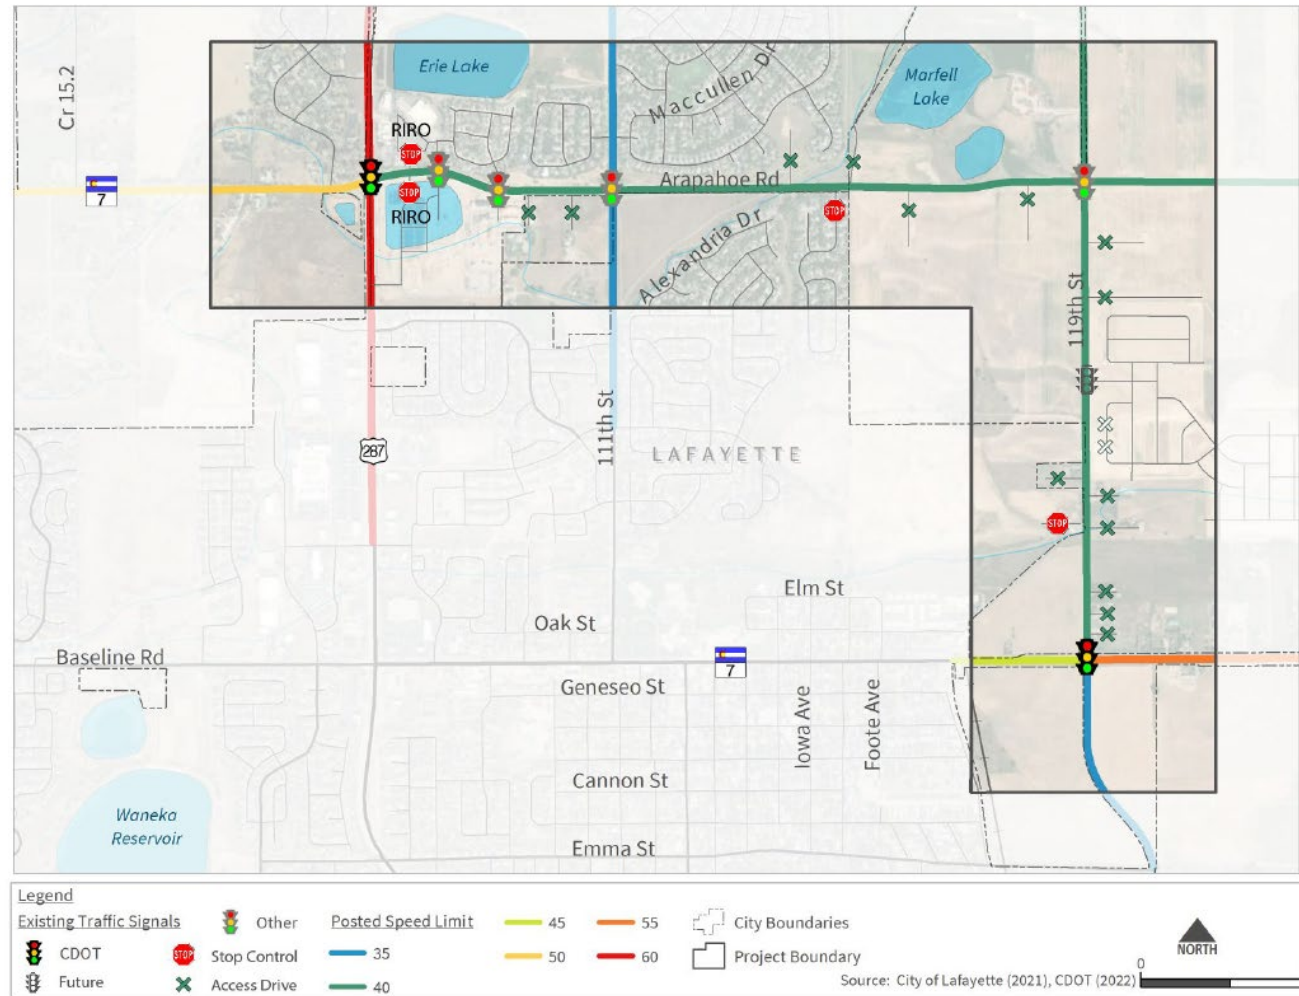 Cr 15.2
Erie Lake
Maccullen Dr
Marfell
Lake
RIRO
STOP
7
Arapahoe Rd
STOP
RIRO
STOP
Alexandria Dr
119th St
111th St
287
LAFAYETTE
STOP
Elm St
Oak St
Baseline Rd
7
Geneseo St
Iowa Ave
Foote Ave
Cannon St
Waneka
Reservoir
Emma St
Legend
Existing Traffic Signals
Other
Posted Speed Limit
45
55
City Boundaries
CDOT
STOP
Stop Control
35
50
60
Project Boundary
NORTH
Future
Access Drive
40
Source: City of Lafayette (2021), CDOT (2022)
0